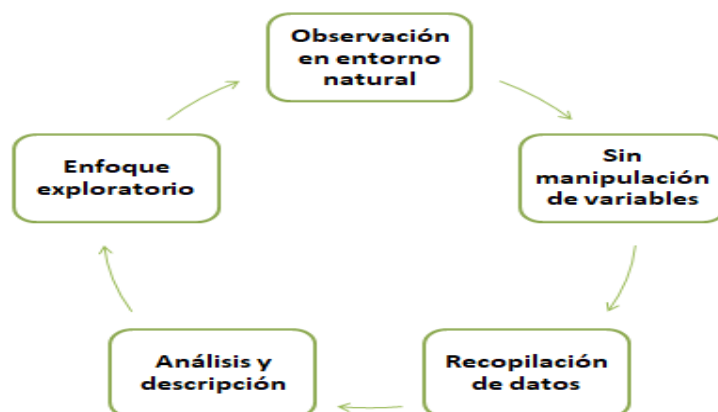 Observación
en entorno
natural
Sin
manipulación
de variables
Recopilación
de datos
Análisis y
descripción
Enfoque
exploratorio